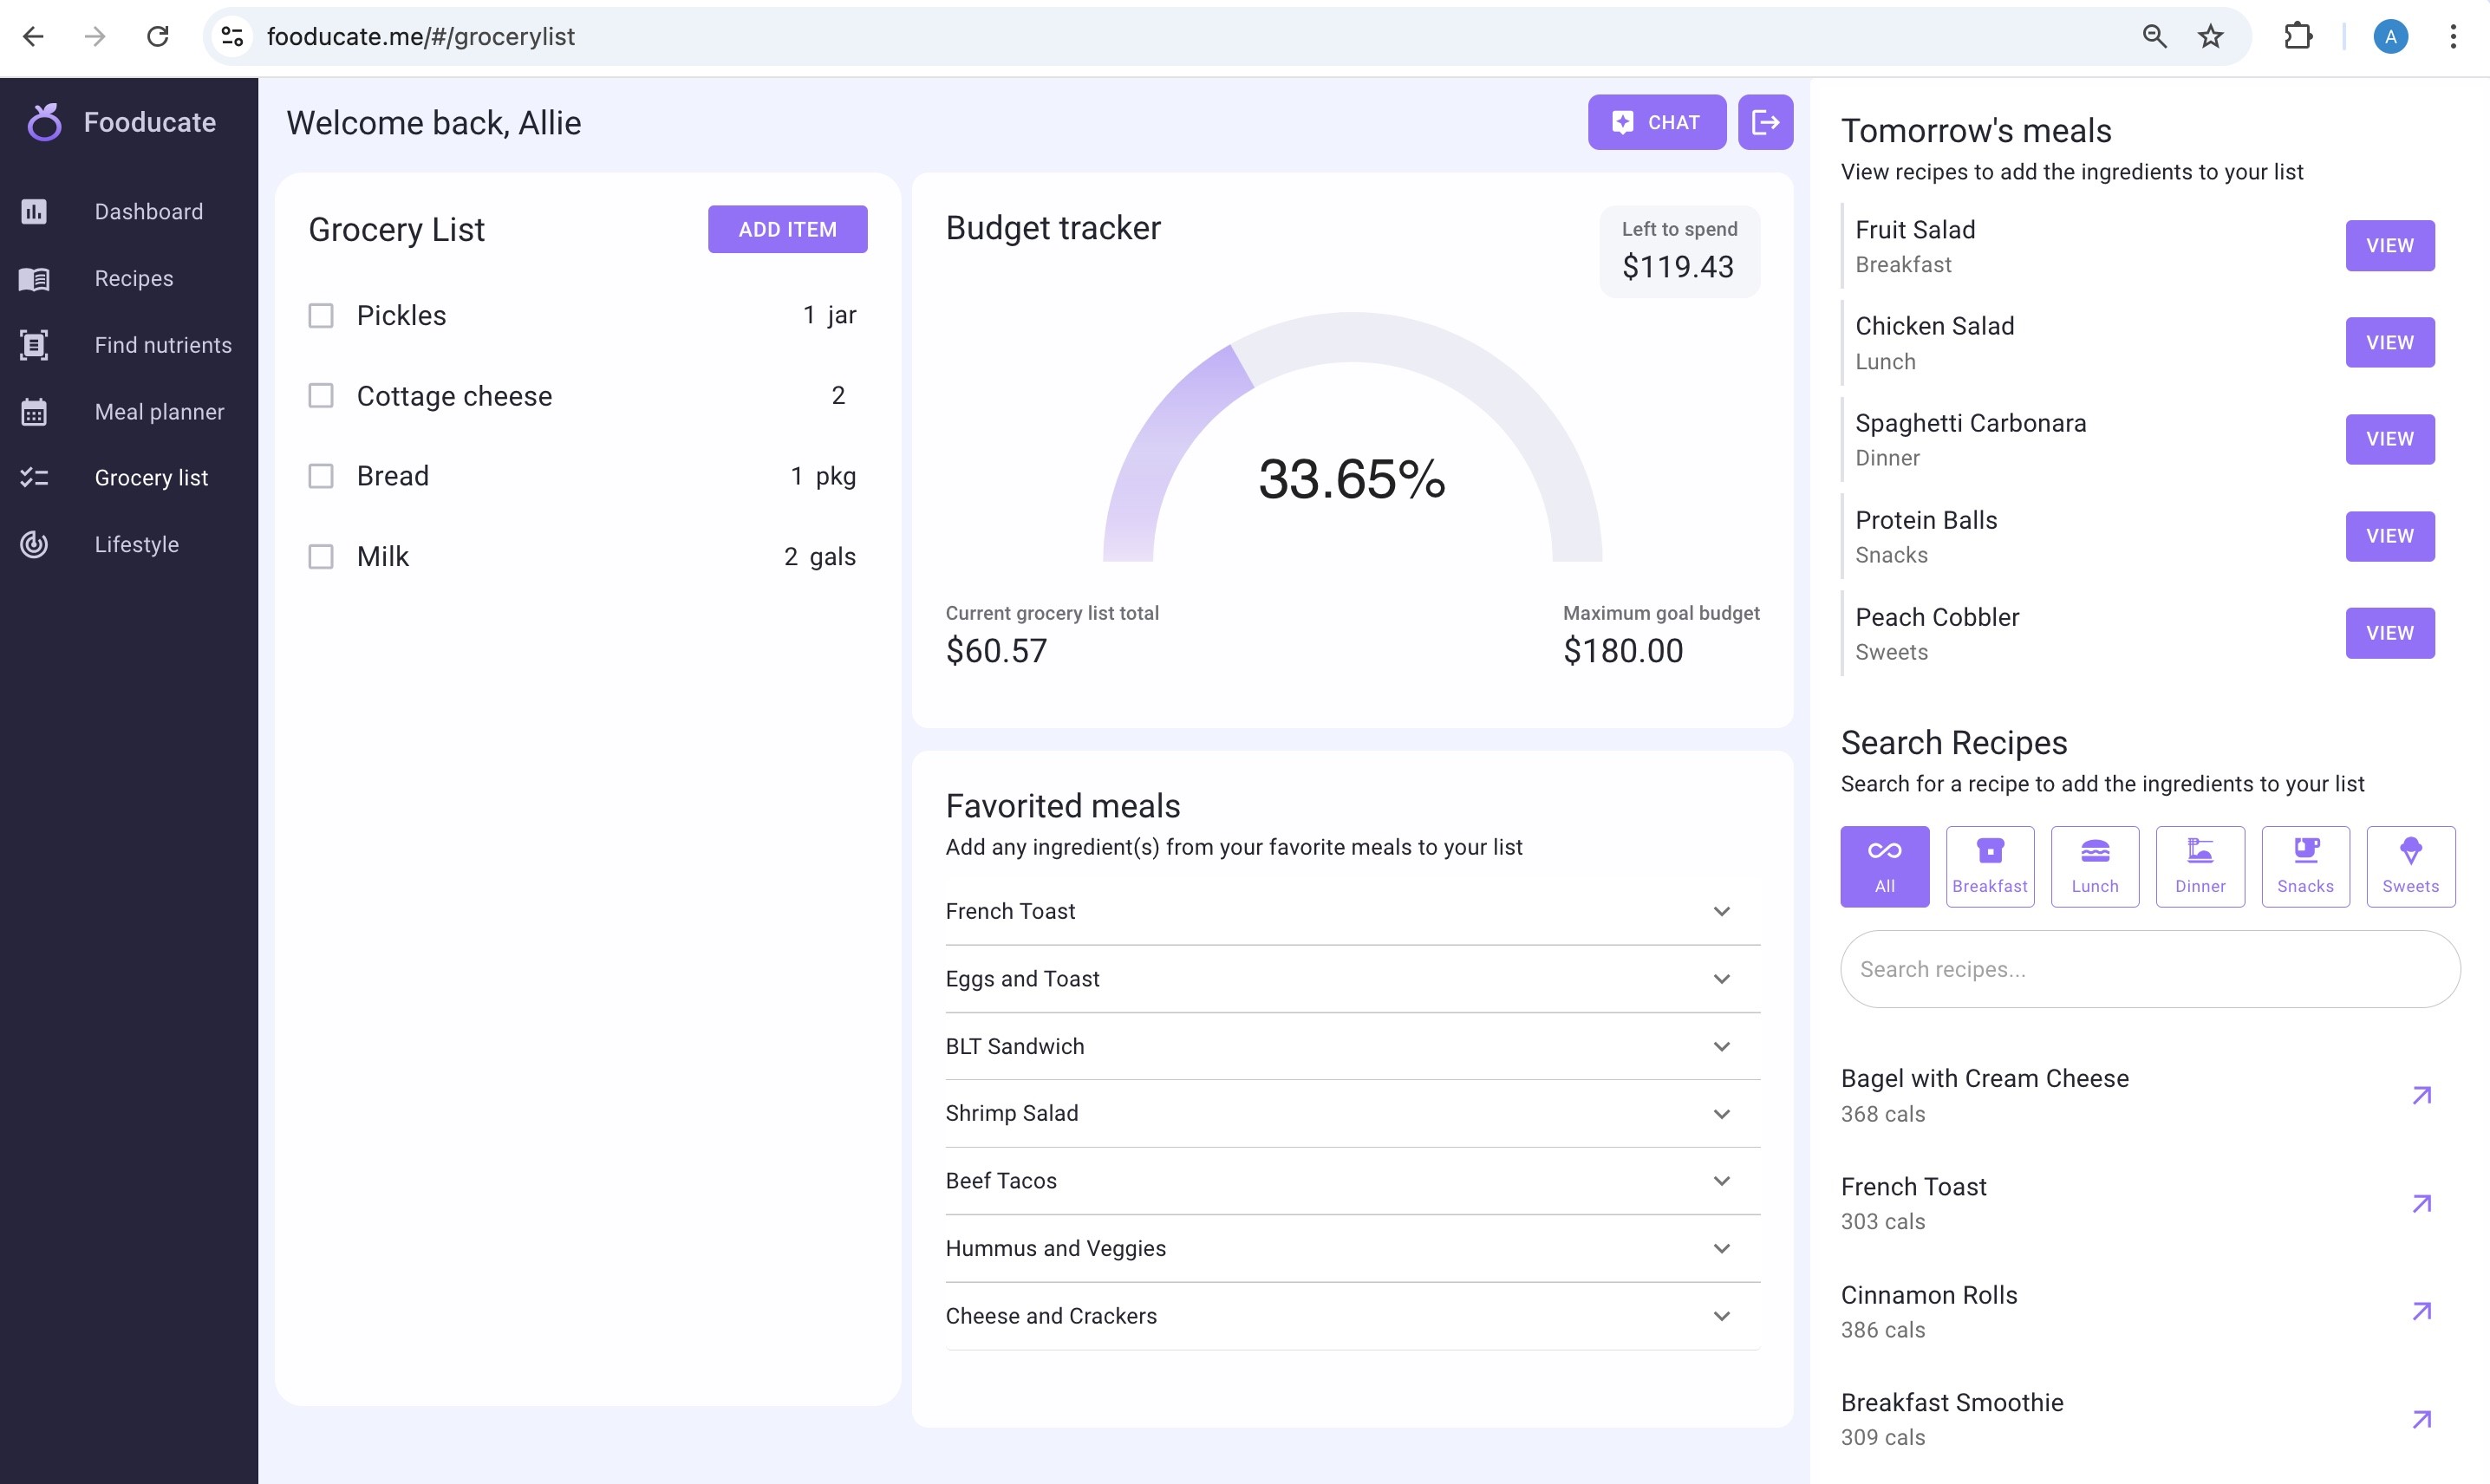 fooducate.me/#/grocerylist
A
Fooducate
Dashboard
Recipes
Find nutrients
Meal planner
Grocery list
Lifestyle
Welcome back, Allie
CHAT
Grocery List
ADD ITEM
Pickles 1 jar
Cottage cheese 2
Bread 1 pkg
Milk 2 gals
Budget tracker
Left to spend
$119.43
33.65%
Current grocery list total
$60.57
Maximum goal budget
$180.00
Favorited meals
Add any ingredient(s) from your favorite meals to your list
French Toast
Eggs and Toast
BLT Sandwich
Shrimp Salad
Beef Tacos
Hummus and Veggies
Cheese and Crackers
Tomorrow's meals
View recipes to add the ingredients to your list
Fruit Salad
Breakfast
VIEW
Chicken Salad
Lunch
VIEW
Spaghetti Carbonara
Dinner
VIEW
Protein Balls
Snacks
VIEW
Peach Cobbler
Sweets
VIEW
Search Recipes
Search for a recipe to add the ingredients to your list
All
Breakfast
Lunch
Dinner
Snacks
Sweets
Search recipes...
Bagel with Cream Cheese
368 cals
French Toast
303 cals
Cinnamon Rolls
386 cals
Breakfast Smoothie
309 cals